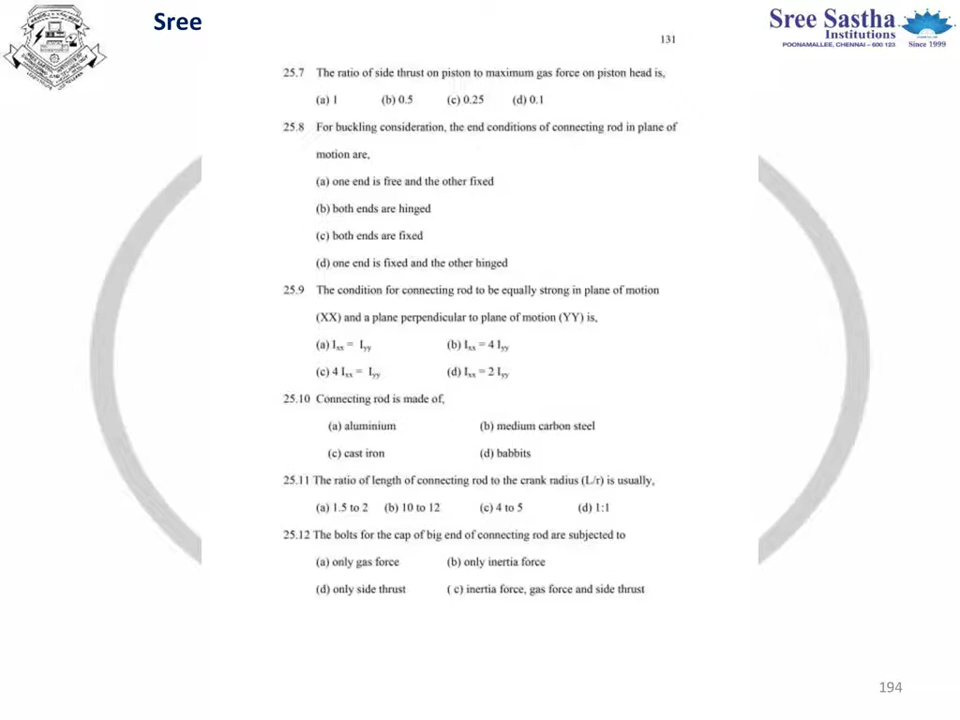 Sree
Sree Sastha
Institutions
POONAMALLEE, CHENNAI - 600 123
Since 1999
131
25.7 The ratio of side thrust on piston to maximum gas force on piston head is,
(a) 1 (b) 0.5 (c) 0.25 (d) 0.1
25.8 For buckling consideration, the end conditions of connecting rod in plane of
motion are,
(a) one end is free and the other fixed
(b) both ends are hinged
(c) both ends are fixed
(d) one end is fixed and the other hinged
25.9 The condition for connecting rod to be equally strong in plane of motion
(XX) and a plane perpendicular to plane of motion (YY) is,
(a) Ixx = Iyy (b) Ixx = 4 Iyy
(c) 4 Ixx = Iyy (d) Ixx = 2 Iyy
25.10 Connecting rod is made of,
(a) aluminium (b) medium carbon steel
(c) cast iron (d) babbits
25.11 The ratio of length of connecting rod to the crank radius (L/r) is usually,
(a) 1.5 to 2 (b) 10 to 12 (c) 4 to 5 (d) 1:1
25.12 The bolts for the cap of big end of connecting rod are subjected to
(a) only gas force (b) only inertia force
(d) only side thrust ( c) inertia force, gas force and side thrust
194